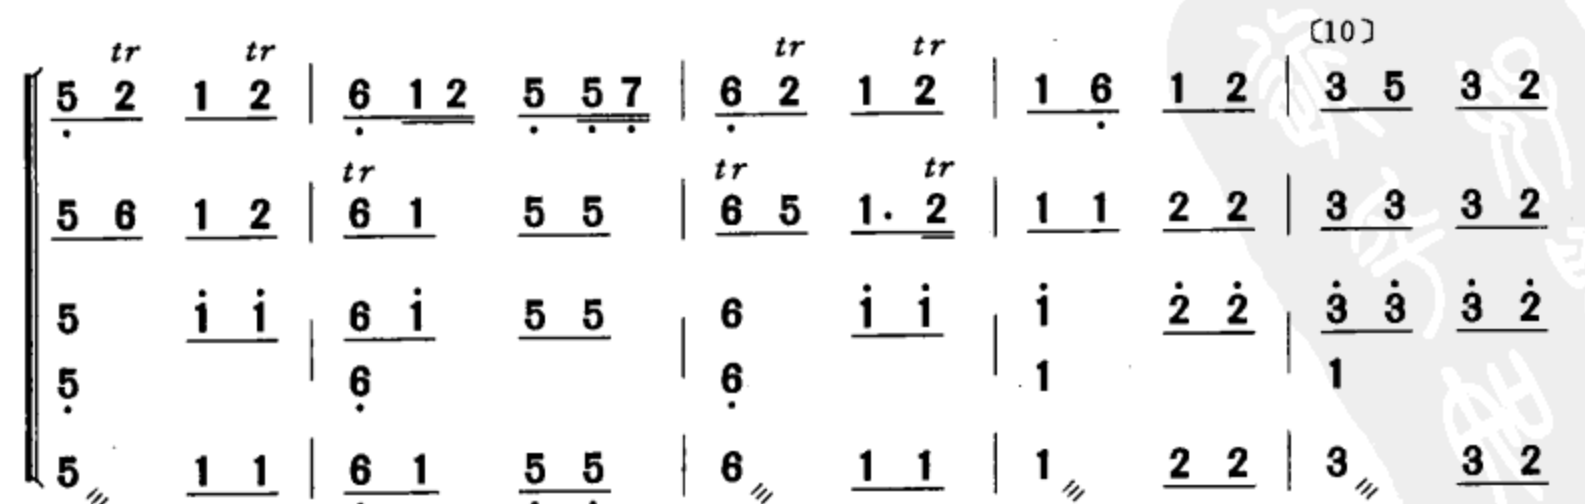 tr tr tr tr 〔10〕
5̣ 2 1 2 | 6̣ 1 2 5̣ 5̣ 7̣ | 6̣ 2 1 2 | 1 6̣ 1 2 | 3 5 3 2
tr tr tr
5 6 1 2 | 6 1 5 5 | 6 5 1. 2 | 1 1 2 2 | 3 3 3 2
5 1̇ 1̇ | 6 1̇ 5 5 | 6 1̇ 1̇ | 1̇ 2̇ 2̇ | 3̇ 3̇ 3̇ 2̇
5̣ 6̣ 6̣ 1 1
5 1 1 | 6̣ 1 5̣ 5̣ | 6 1 1 | 1 2 2 | 3 3 2